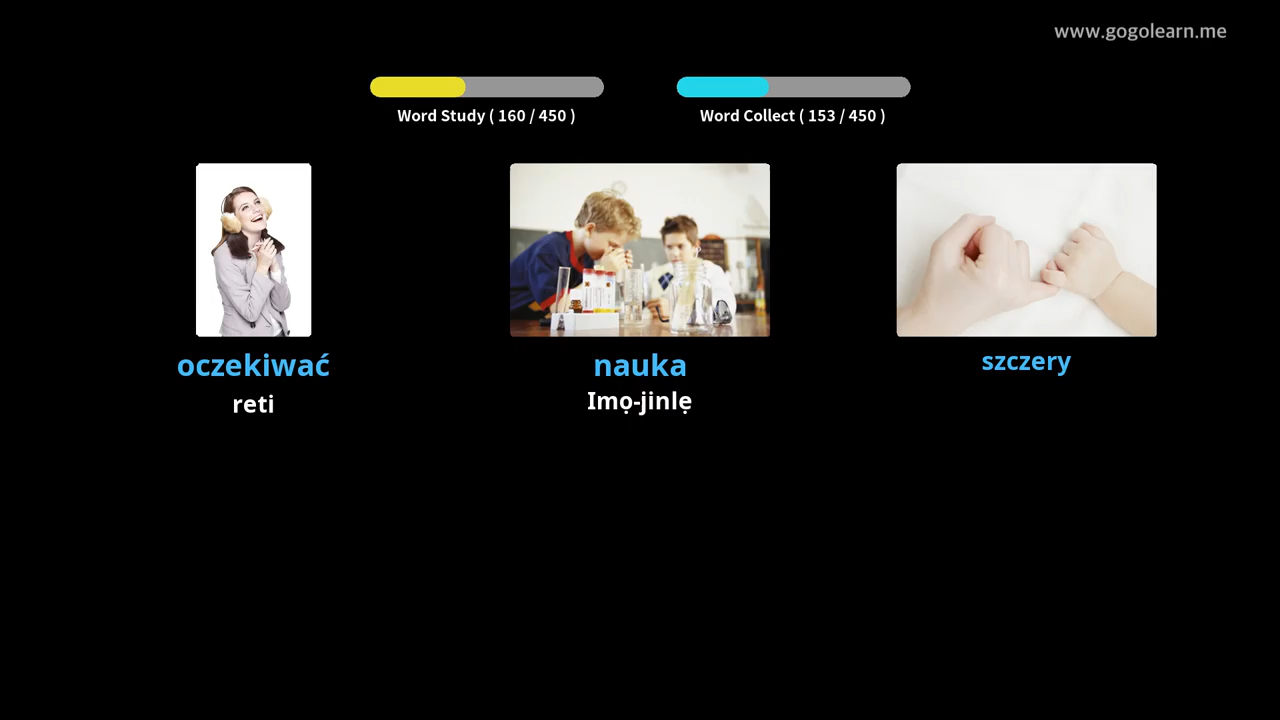 www.gogolearn.me
Word Study ( 160 / 450 )
Word Collect ( 153 / 450 )
oczekiwać
reti
nauka
Imọ-jinlẹ
szczery